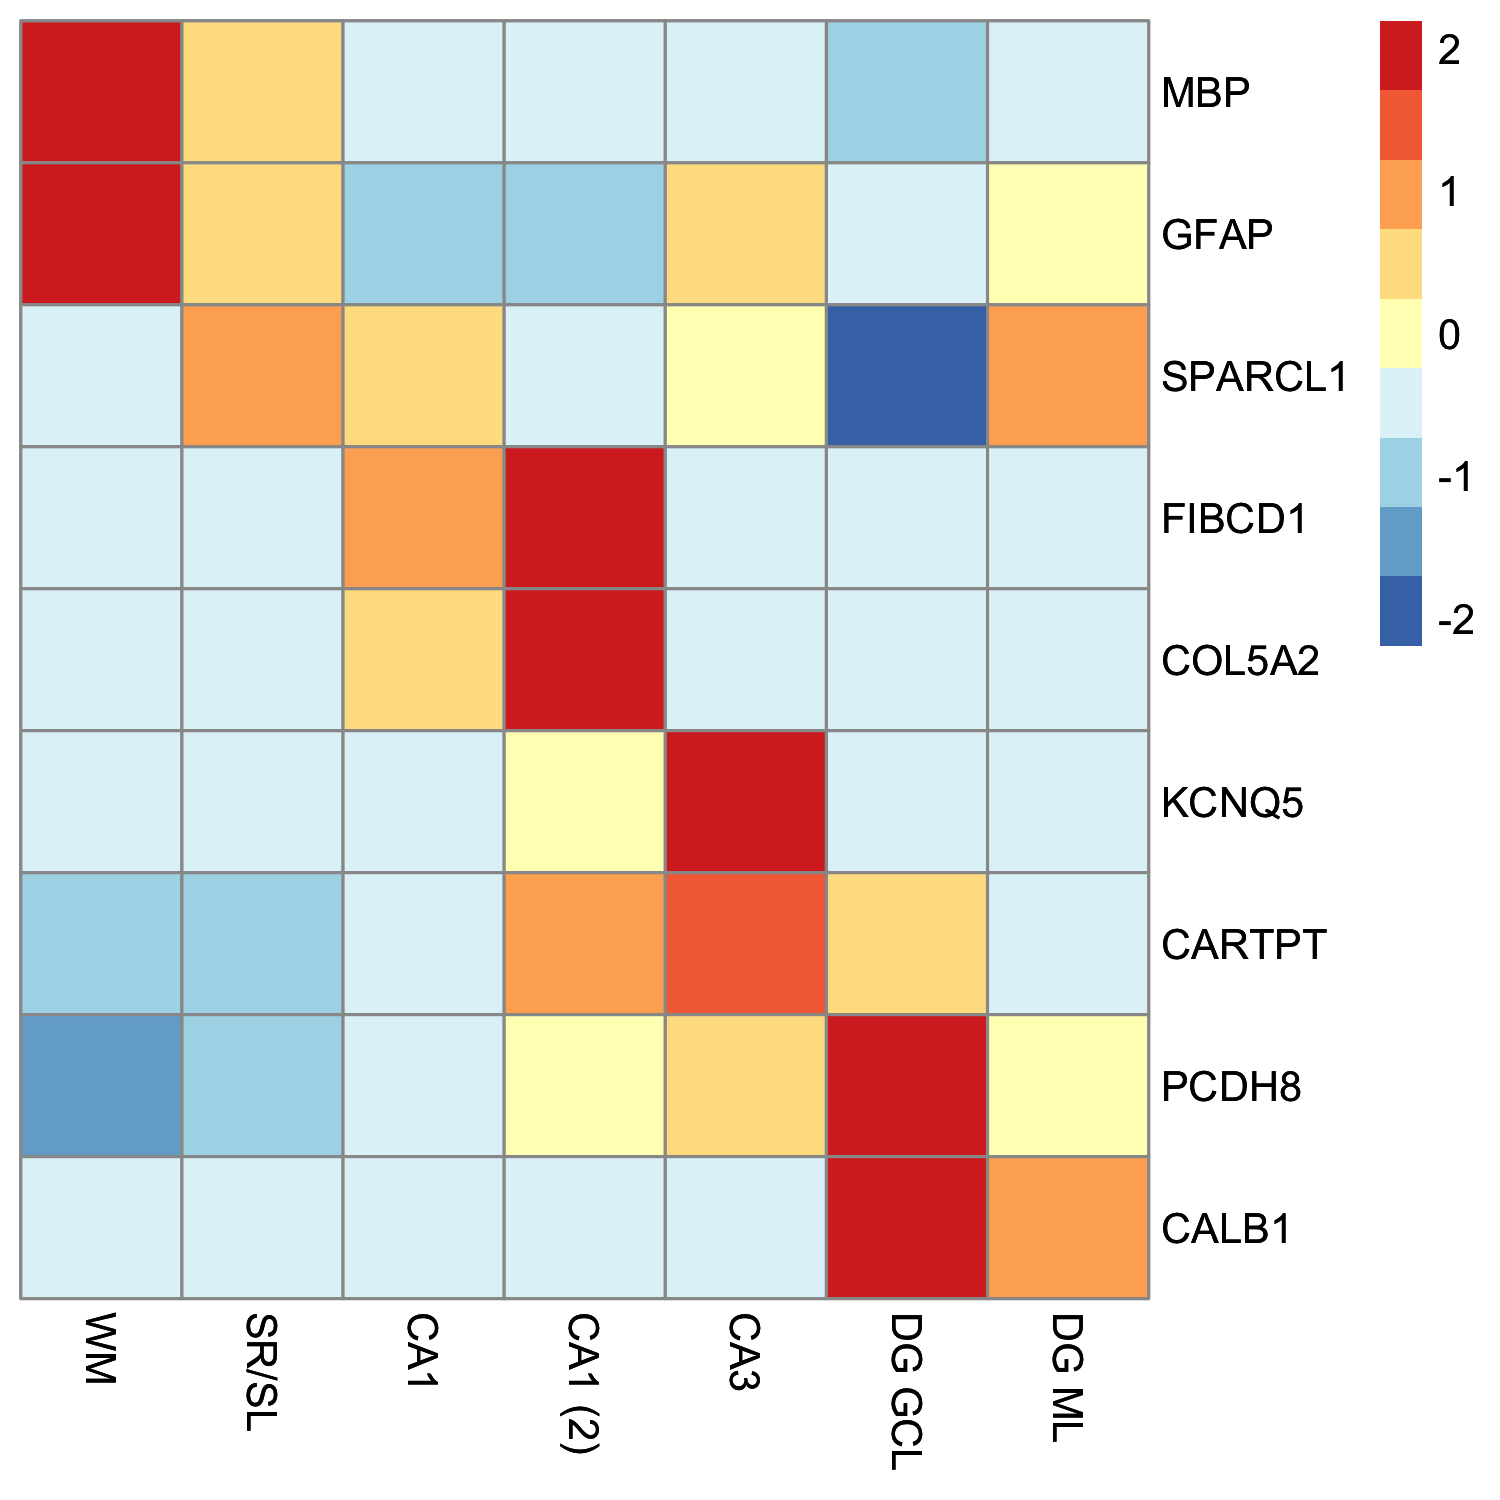 MBP
GFAP
SPARCL1
FIBCD1
COL5A2
KCNQ5
CARTPT
PCDH8
CALB1
2
1
0
-1
-2
WM
SR/SL
CA1
CA1 (2)
CA3
DG GCL
DG ML